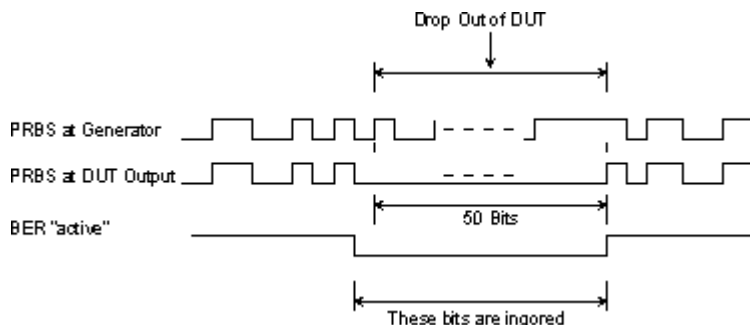 Drop Out of DUT
PRBS at Generator
PRBS at DUT Output
50 Bits
BER "active"
These bits are ingored